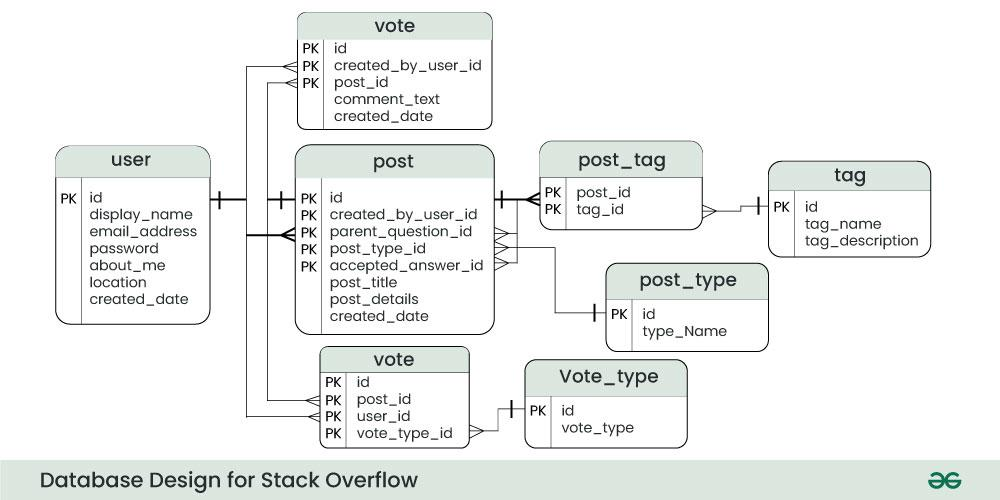 vote
PK id
PK created_by_user_id
PK post_id
comment_text
created_date
user
PK id
display_name
email_address
password
about_me
location
created_date
post
PK id
PK created_by_user_id
PK parent_question_id
PK post_type_id
PK accepted_answer_id
post_title
post_details
created_date
post_tag
PK post_id
PK tag_id
tag
PK id
tag_name
tag_description
post_type
PK id
type_Name
vote
PK id
PK post_id
PK user_id
PK vote_type_id
Vote_type
PK id
vote_type
Database Design for Stack Overflow